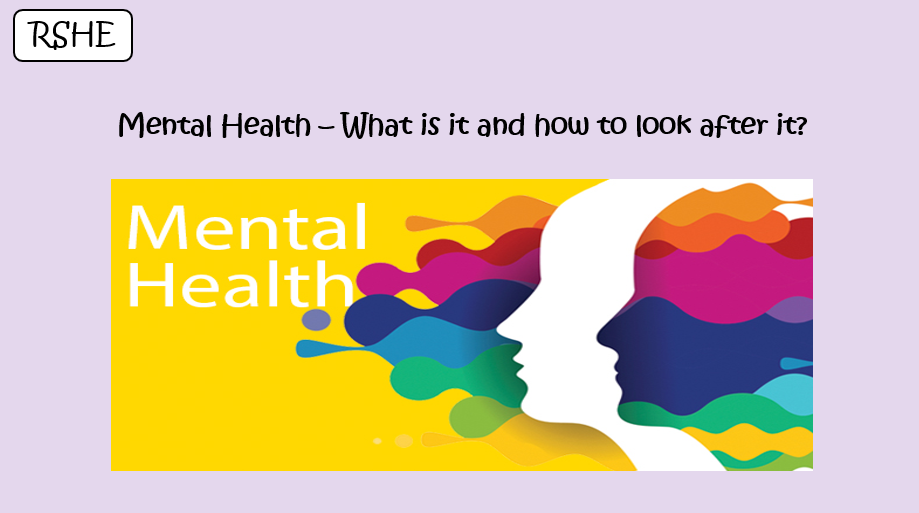 RSHE
Mental Health – What is it and how to look after it?
Mental
Health